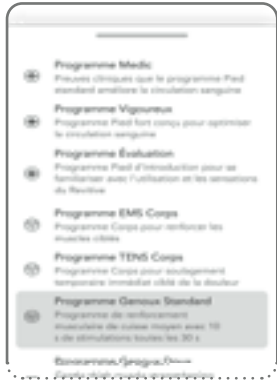 Programme Medic
Preuves cliniques que le programme Pied
standard améliore la circulation sanguine
Programme Vigoureux
Programme Pied fort conçu pour optimiser
la circulation sanguine
Programme Évaluation
Programme Pied d'introduction pour se
familiariser avec l'utilisation et les sensations
du Revitive
Programme EMS Corps
Programme Corps pour renforcer les
muscles ciblés
Programme TENS Corps
Programme Corps pour soulagement
temporaire immédiat ciblé de la douleur
Programme Genoux Standard
Programme de renforcement
musculaire de cuisse moyen avec 10
s de stimulations toutes les 30 s
Programme Genoux Doux